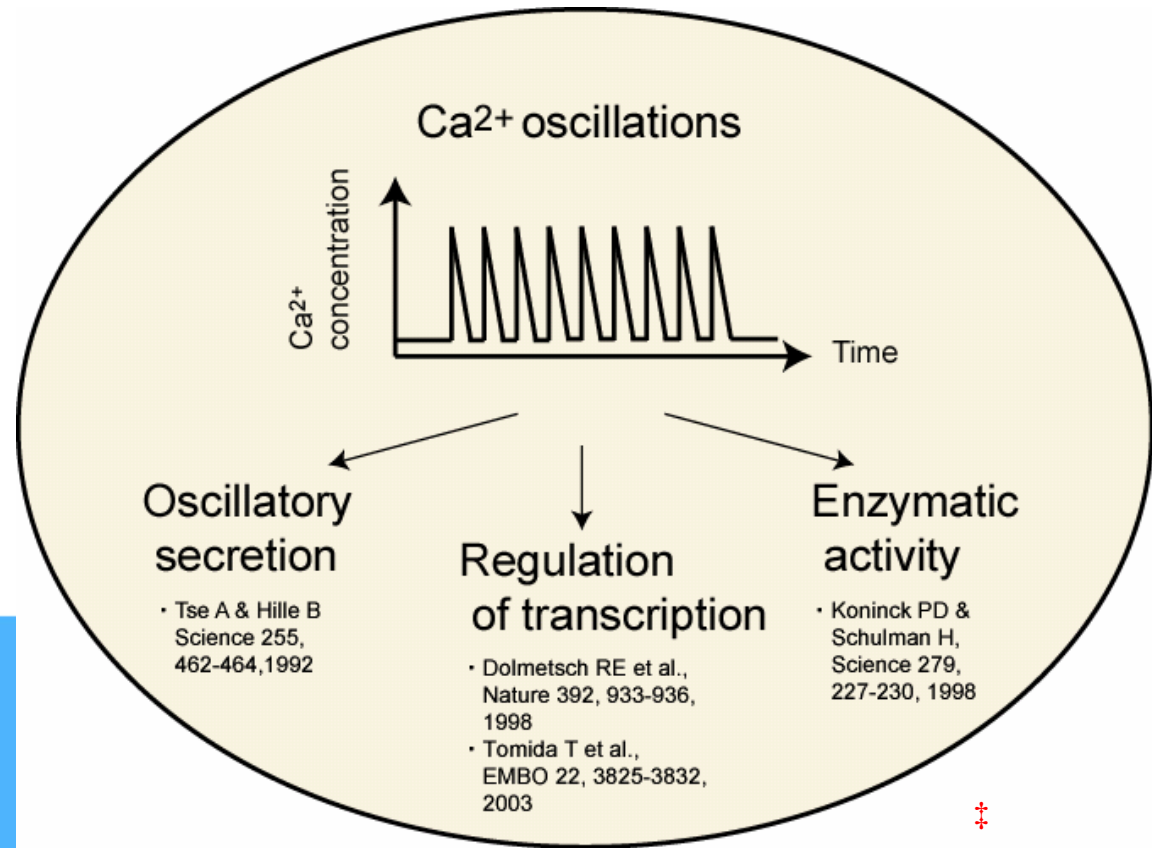 Ca2+ oscillations
Ca2+
concentration
Time
Oscillatory
secretion
・Tse A & Hille B
Science 255,
462-464,1992
Regulation
of transcription
・Dolmetsch RE et al.,
Nature 392, 933-936,
1998
・Tomida T et al.,
EMBO 22, 3825-3832,
2003
Enzymatic
activity
・Koninck PD &
Schulman H,
Science 279,
227-230, 1998
‡